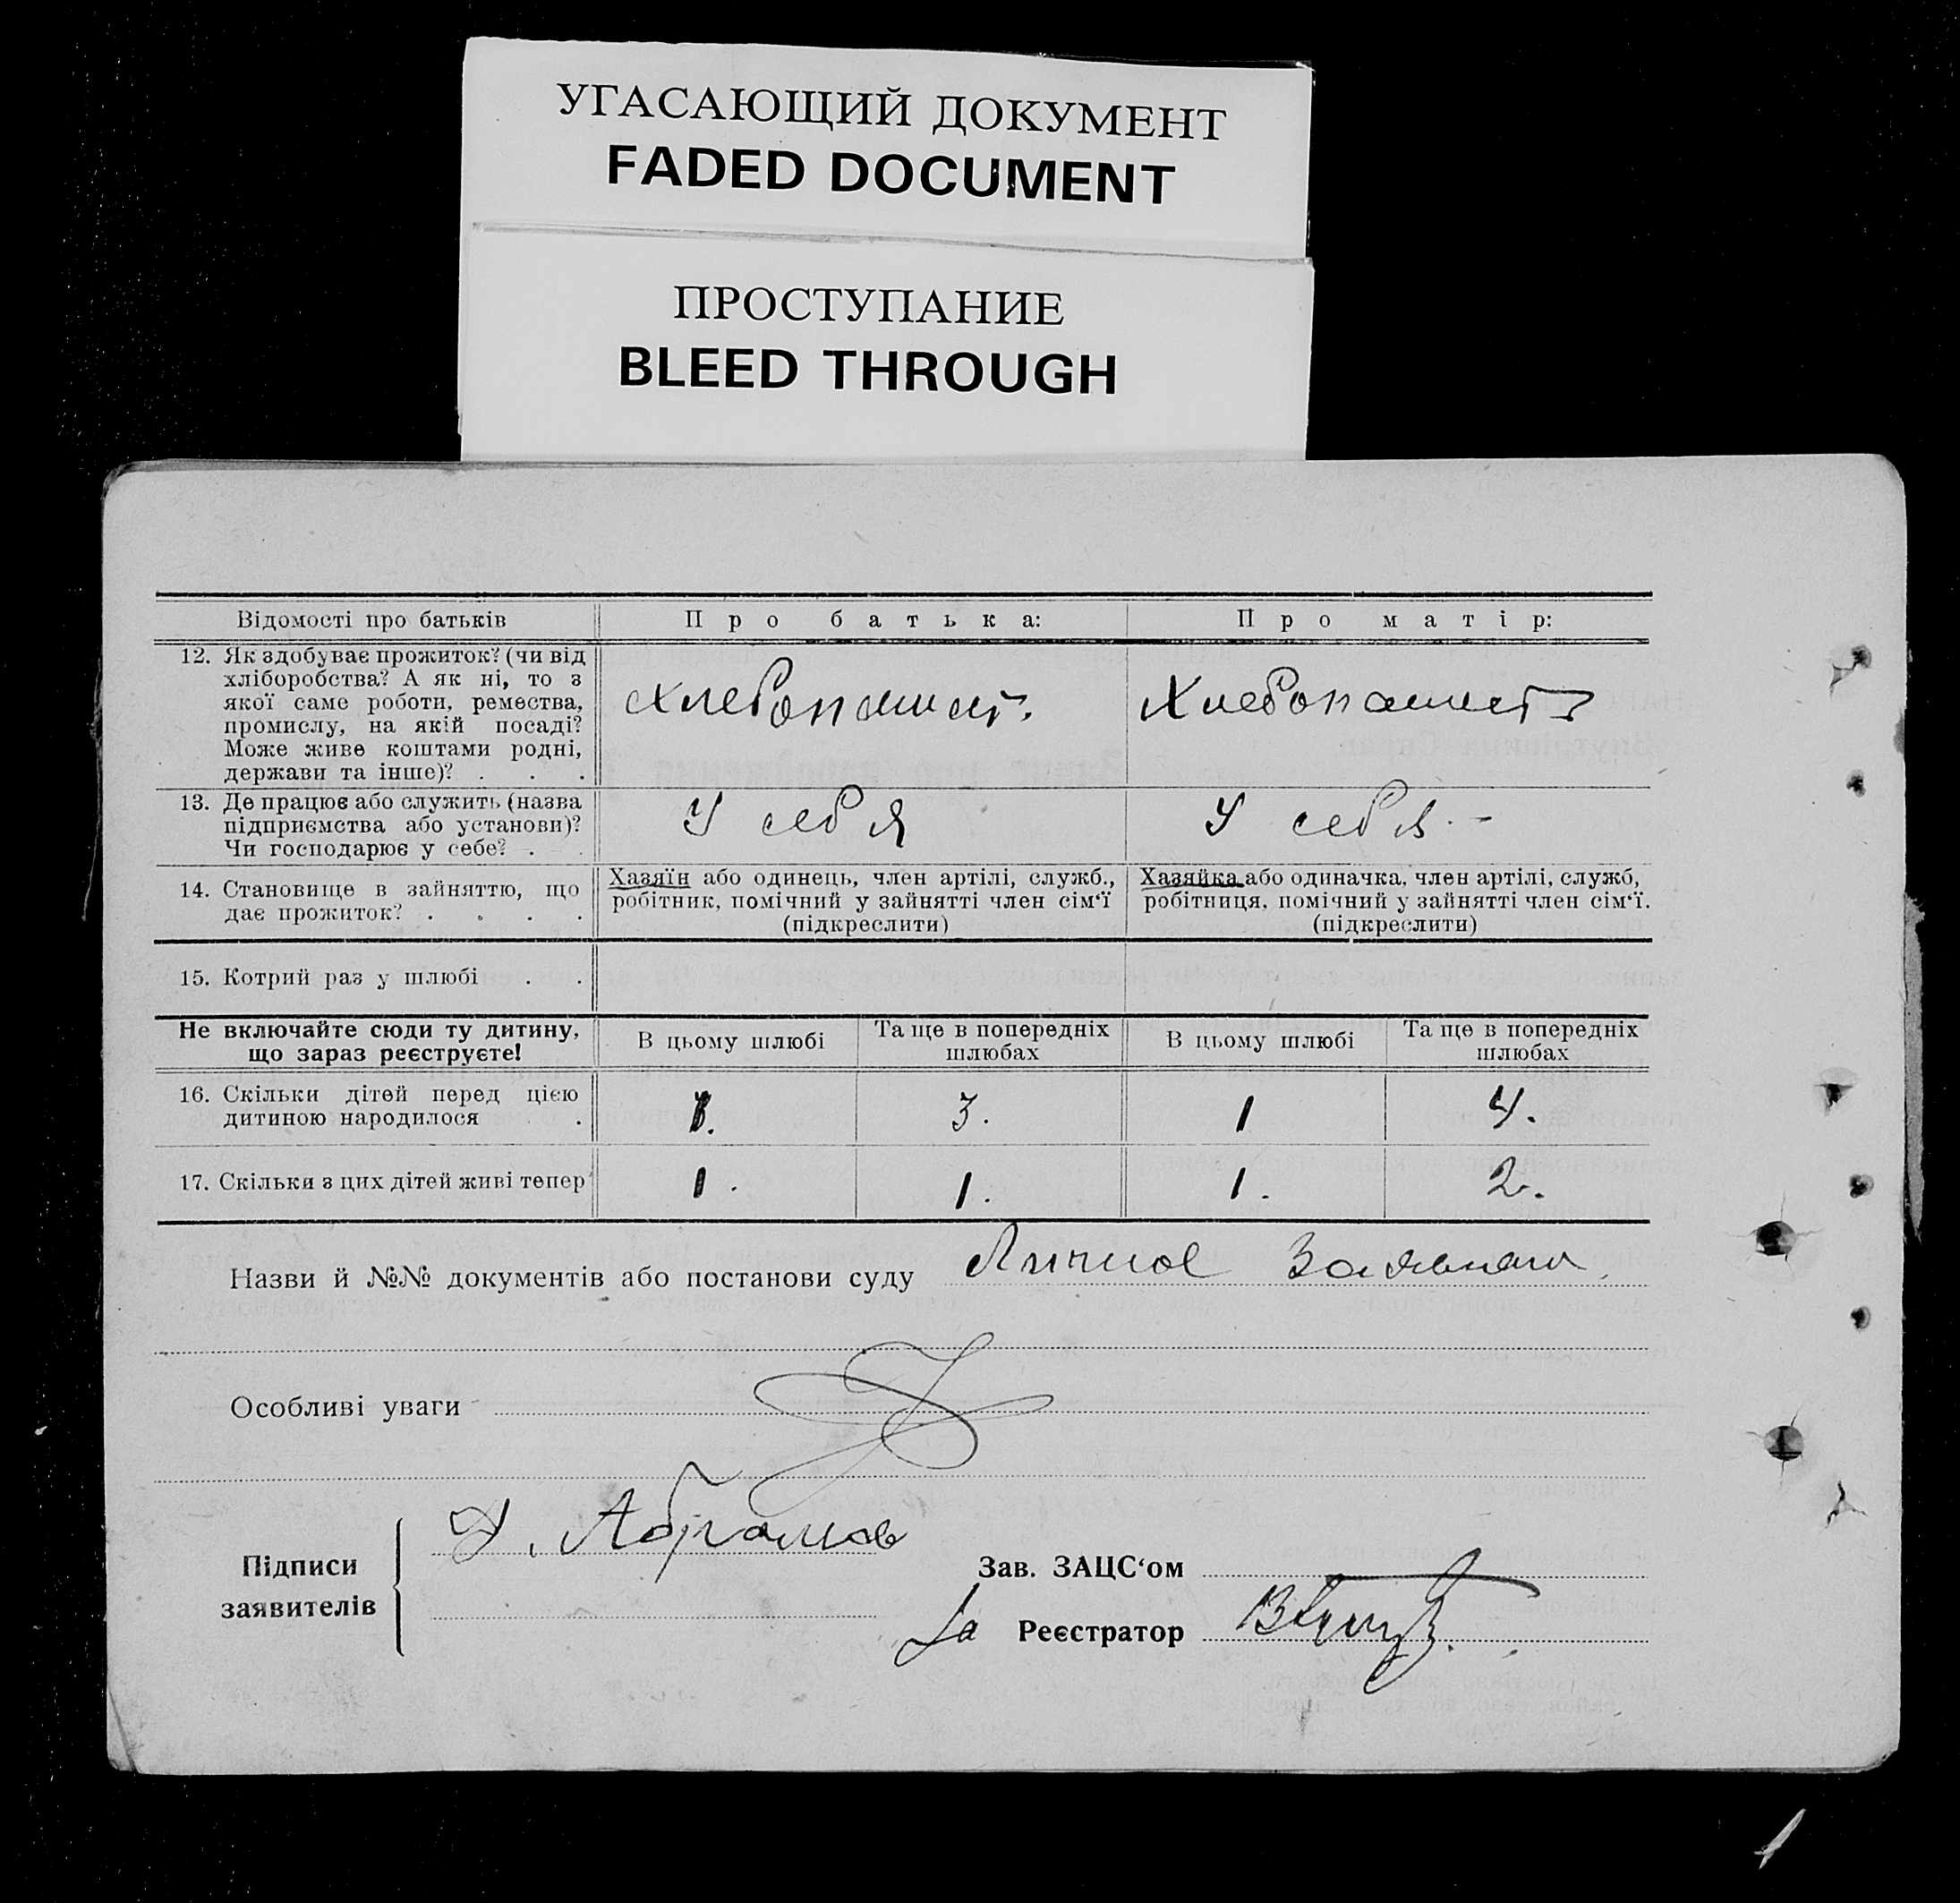 УГАСАЮЩИЙ ДОКУМЕНТ
FADED DOCUMENT
ПРОСТУПАНИЕ
BLEED THROUGH
Відомості про батьків Про батька: Про матір:
12. Як здобуває прожиток? (чи від
хліборобства? А як ні, то з
якої саме роботи, ремества,
промислу, на якій посаді?
Може живе коштами родні,
держави та інше)? . . .
Хлебопашест. Хлебопашест
13. Де працює або служить (назва
підприємства або установи)?
Чи господарює у себе? . .
У себя У себя -
14. Становище в зайняттю, що
дає прожиток? . . . .
Хазяїн або одинець, член артілі, служб.,
робітник, помічний у зайнятті член сім‘ї
(підкреслити)
Хазяйка або одиначка, член артілі, служб,
робітниця, помічний у зайнятті член сім‘ї.
(підкреслити)
15. Котрий раз у шлюбі . .
Не включайте сюди ту дитину,
що зараз реєструєте!
В цьому шлюбі
Та ще в попередніх
шлюбах
В цьому шлюбі
Та ще в попередніх
шлюбах
16. Скільки дітей перед цією
дитиною народилося .
1. 3. 1 4.
17. Скільки з цих дітей живі тепер
1. 1. 1. 2.
Назви й №№ документів або постанови суду Личное
Особливі уваги
Підписи
заявителів
Абрамов
Зав. ЗАЦС‘ом
За Реєстратор